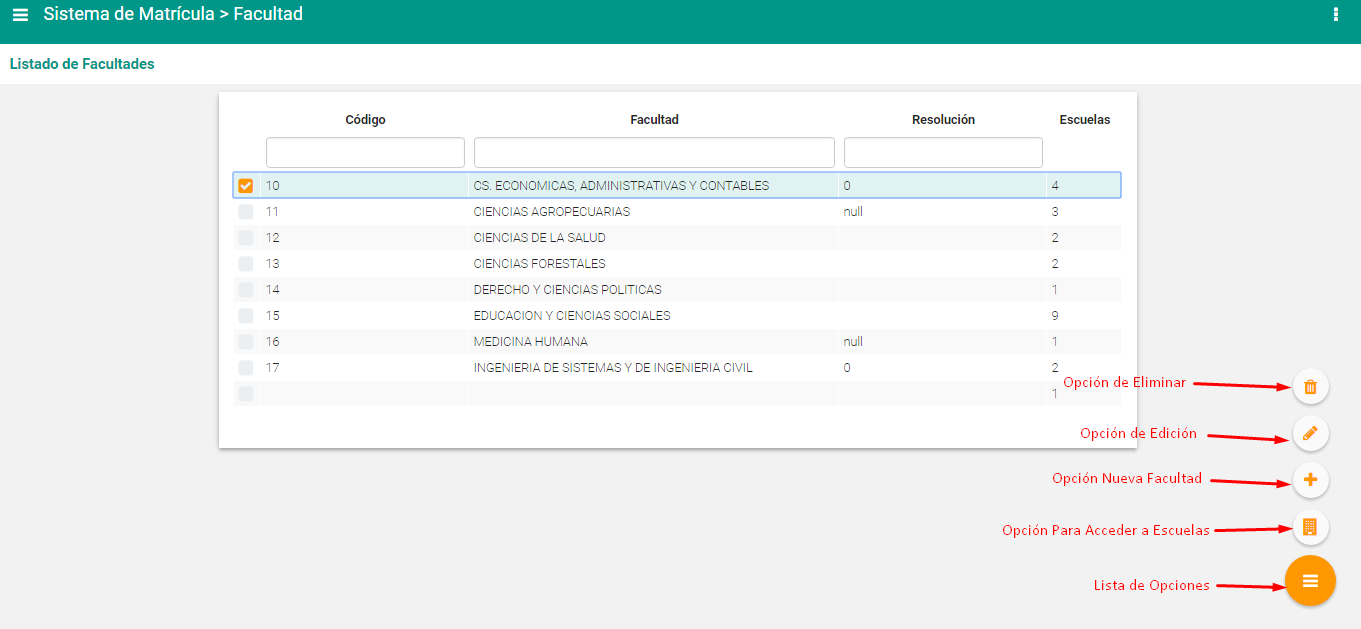 Sistema de Matrícula > Facultad
Listado de Facultades
Código Facultad Resolución Escuelas
10 CS. ECONOMICAS, ADMINISTRATIVAS Y CONTABLES 0 4
11 CIENCIAS AGROPECUARIAS null 3
12 CIENCIAS DE LA SALUD 2
13 CIENCIAS FORESTALES 2
14 DERECHO Y CIENCIAS POLITICAS 1
15 EDUCACION Y CIENCIAS SOCIALES 9
16 MEDICINA HUMANA null 1
17 INGENIERIA DE SISTEMAS Y DE INGENIERIA CIVIL 0 2
1
Opción de Eliminar
Opción de Edición
Opción Nueva Facultad
Opción Para Acceder a Escuelas
Lista de Opciones